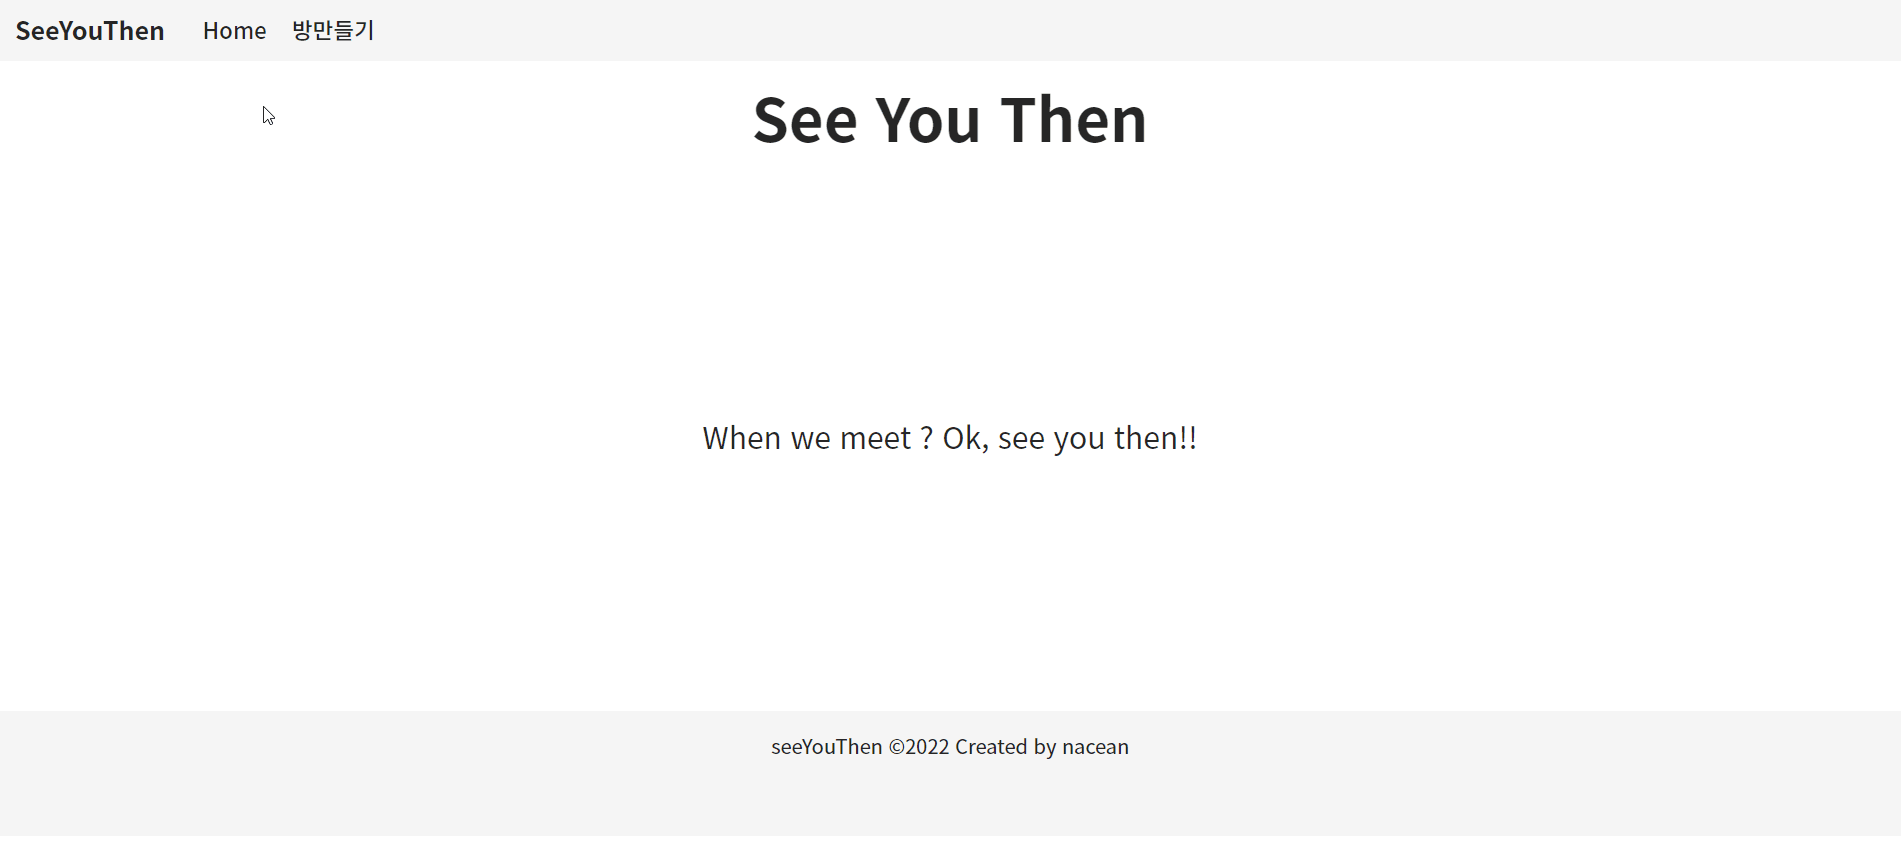 SeeYouThen Home 방만들기
See You Then
When we meet ? Ok, see you then!!
seeYouThen ©2022 Created by nacean